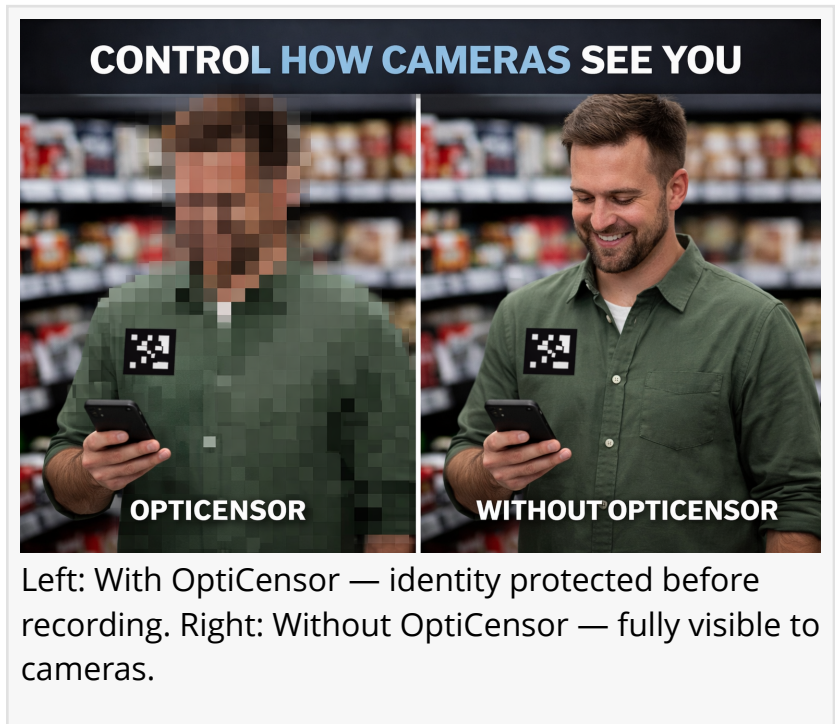 CONTROL HOW CAMERAS SEE YOU
OPTICENSOR
WITHOUT OPTICENSOR
Left: With OptiCensor — identity protected before
recording. Right: Without OptiCensor — fully visible to
cameras.